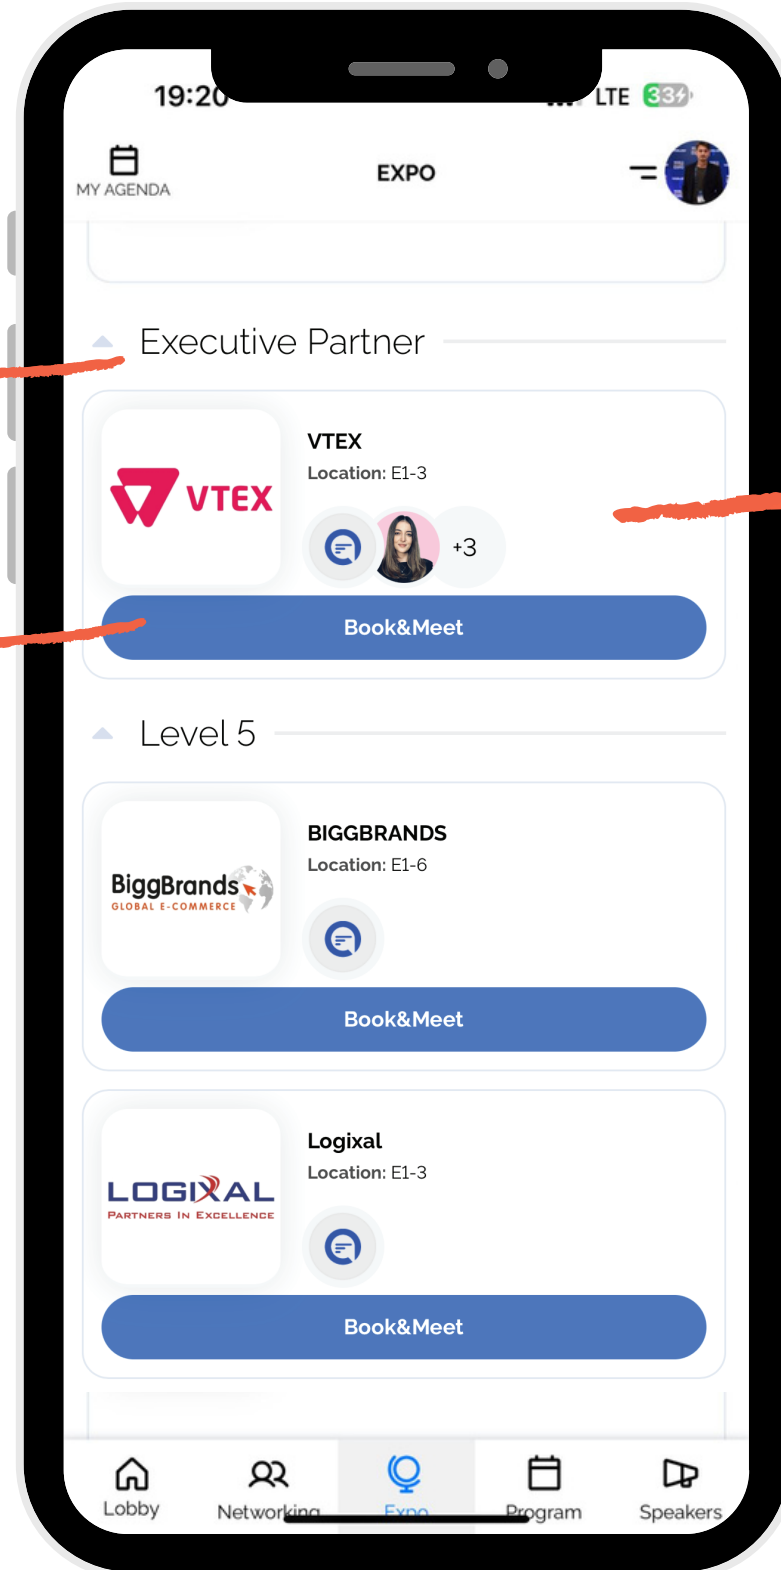 19:20
LTE
33
MY AGENDA
EXPO
Executive Partner
VTEX
VTEX
Location: E1-3
+3
Book&Meet
Level 5
BiggBrands
GLOBAL E-COMMERCE
BIGGBRANDS
Location: E1-6
Book&Meet
LOGIXAL
PARTNERS IN EXCELLENCE
Logixal
Location: E1-3
Book&Meet
Lobby
Networking
Expo
Program
Speakers